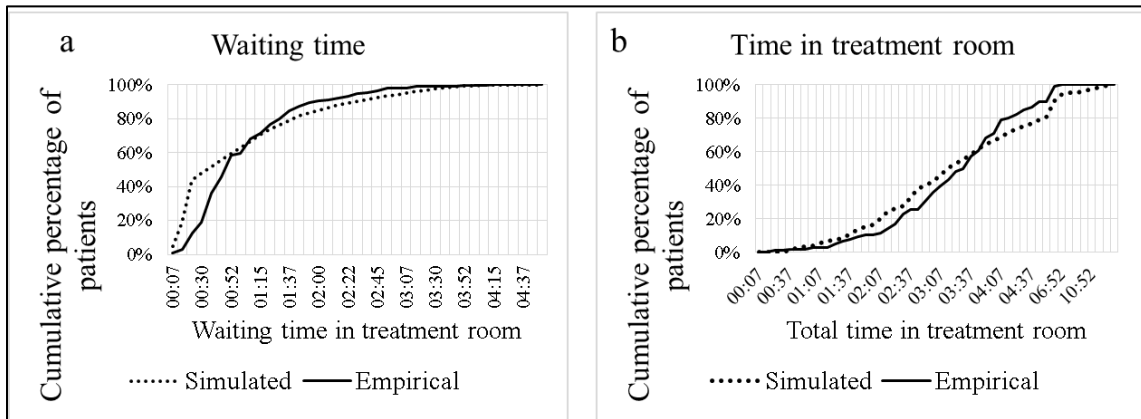 a
Waiting time
Cumulative percentage of
patients
100%
80%
60%
40%
20%
0%
00:07
00:30
00:52
01:15
01:37
02:00
02:22
02:45
03:07
03:30
03:52
04:15
04:37
Waiting time in treatment room
Simulated
Empirical
b
Time in treatment room
Cumulative percentage of
patients
100%
80%
60%
40%
20%
0%
00:07
00:37
01:07
01:37
02:07
02:37
03:07
03:37
04:07
04:37
06:52
10:52
Total time in treatment room
Simulated
Empirical